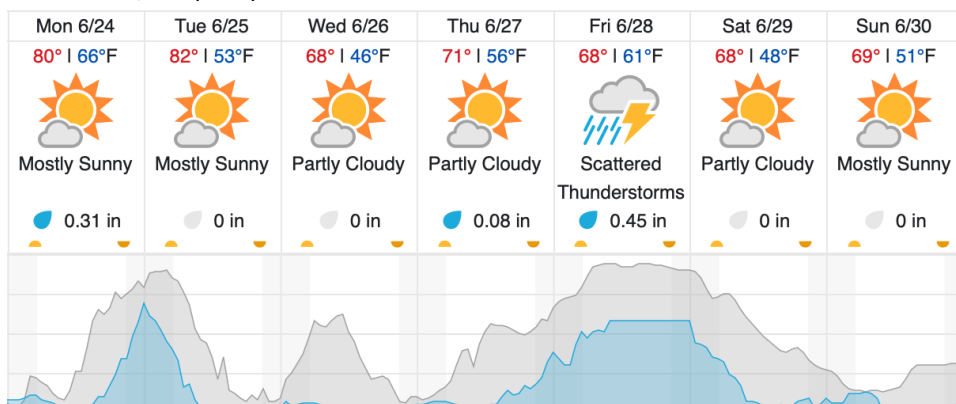 Mon 6/24 Tue 6/25 Wed 6/26 Thu 6/27 Fri 6/28 Sat 6/29 Sun 6/30
80° | 66°F 82° | 53°F 68° | 46°F 71° | 56°F 68° | 61°F 68° | 48°F 69° | 51°F
Mostly Sunny Mostly Sunny Partly Cloudy Partly Cloudy Scattered Partly Cloudy Mostly Sunny
Thunderstorms
0.31 in 0 in 0 in 0.08 in 0.45 in 0 in 0 in